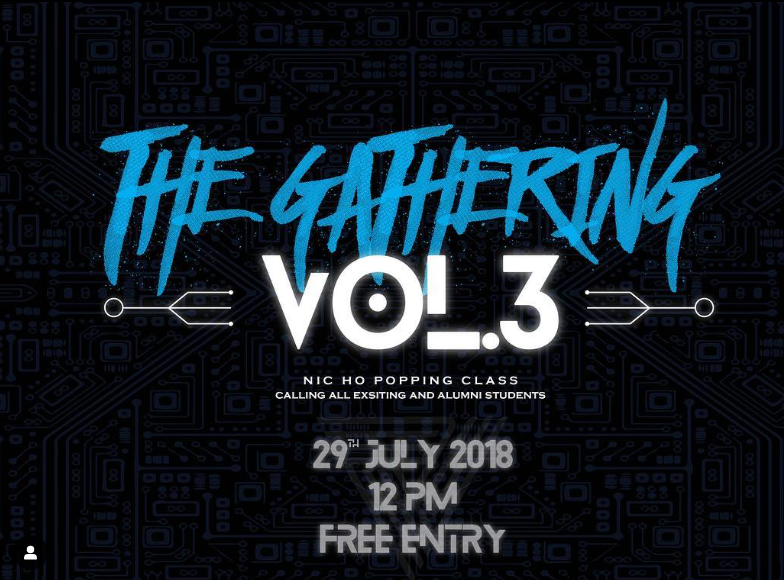 THE GATHERING
VOL.3
NIC HO POPPING CLASS
CALLING ALL EXSITING AND ALUMNI STUDENTS
29TH JULY 2018
12 PM
FREE ENTRY